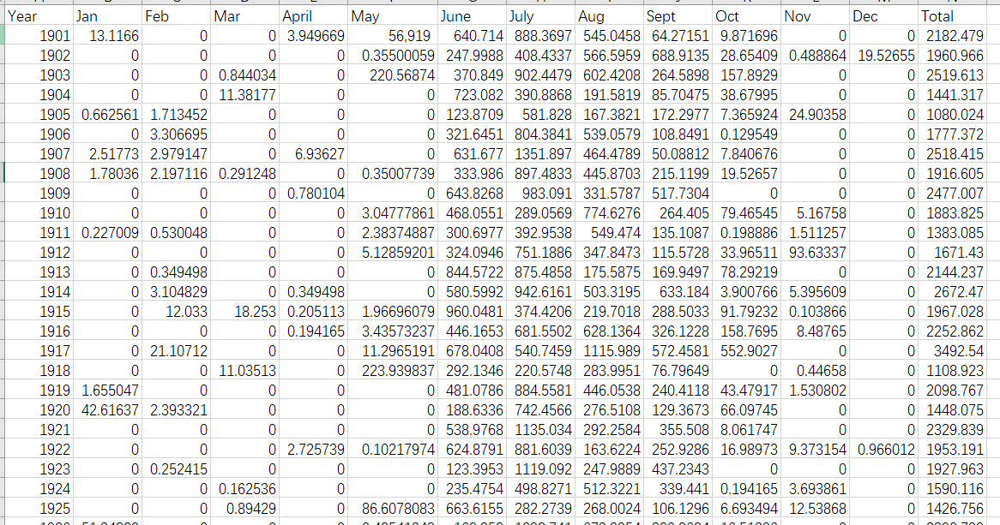 Year Jan Feb Mar April May June July Aug Sept Oct Nov Dec Total
1901 13.1166 0 0 3.949669 56,919 640.714 888.3697 545.0458 64.27151 9.871696 0 0 2182.479
1902 0 0 0 0 0.35500059 247.9988 408.4337 566.5959 688.9135 28.65409 0.488864 19.52655 1960.966
1903 0 0 0.844034 0 220.56874 370.849 902.4479 602.4208 264.5898 157.8929 0 0 2519.613
1904 0 0 11.38177 0 0 723.082 390.8868 191.5819 85.70475 38.67995 0 0 1441.317
1905 0.662561 1.713452 0 0 0 123.8709 581.828 167.3821 172.2977 7.365924 24.90358 0 1080.024
1906 0 3.306695 0 0 0 321.6451 804.3841 539.0579 108.8491 0.129549 0 0 1777.372
1907 2.51773 2.979147 0 6.93627 0 631.677 1351.897 464.4789 50.08812 7.840676 0 0 2518.415
1908 1.78036 2.197116 0.291248 0 0.35007739 333.986 897.4833 445.8703 215.1199 19.52657 0 0 1916.605
1909 0 0 0 0.780104 0 643.8268 983.091 331.5787 517.7304 0 0 0 2477.007
1910 0 0 0 0 3.04777861 468.0551 289.0569 774.6276 264.405 79.46545 5.16758 0 1883.825
1911 0.227009 0.530048 0 0 2.38374887 300.6977 392.9538 549.474 135.1087 0.198886 1.511257 0 1383.085
1912 0 0 0 0 5.12859201 324.0946 751.1886 347.8473 115.5728 33.96511 93.63337 0 1671.43
1913 0 0.349498 0 0 0 844.5722 875.4858 175.5875 169.9497 78.29219 0 0 2144.237
1914 0 3.104829 0 0.349498 0 580.5992 942.6161 503.3195 633.184 3.900766 5.395609 0 2672.47
1915 0 12.033 18.253 0.205113 1.96696079 960.0481 374.4206 219.7018 288.5033 91.79232 0.103866 0 1967.028
1916 0 0 0 0.194165 3.43573237 446.1653 681.5502 628.1364 326.1228 158.7695 8.48765 0 2252.862
1917 0 21.10712 0 0 11.2965191 678.0408 540.7459 1115.989 572.4581 552.9027 0 0 3492.54
1918 0 0 11.03513 0 223.939837 292.1346 220.5748 283.9951 76.79649 0 0.44658 0 1108.923
1919 1.655047 0 0 0 0 481.0786 884.5581 446.0538 240.4118 43.47917 1.530802 0 2098.767
1920 42.61637 2.393321 0 0 0 188.6336 742.4566 276.5108 129.3673 66.09745 0 0 1448.075
1921 0 0 0 0 0 538.9768 1135.034 292.2584 355.508 8.061747 0 0 2329.839
1922 0 0 0 2.725739 0.10217974 624.8791 881.6039 163.6224 252.9286 16.98973 9.373154 0.966012 1953.191
1923 0 0.252415 0 0 0 123.3953 1119.092 247.9889 437.2343 0 0 0 1927.963
1924 0 0 0.162536 0 0 235.4754 498.8271 512.3221 339.441 0.194165 3.693861 0 1590.116
1925 0 0 0.89429 0 86.6078083 663.6155 282.2739 268.0024 106.1296 6.693494 12.53868 0 1426.756